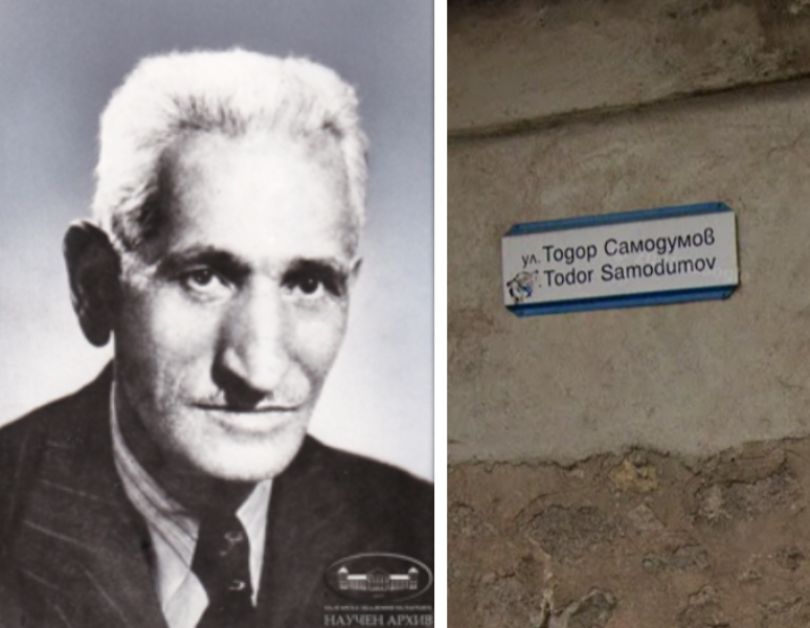 НАУЧЕН АРХИВ
ул. Тодор Самодумов
Todor Samodumov